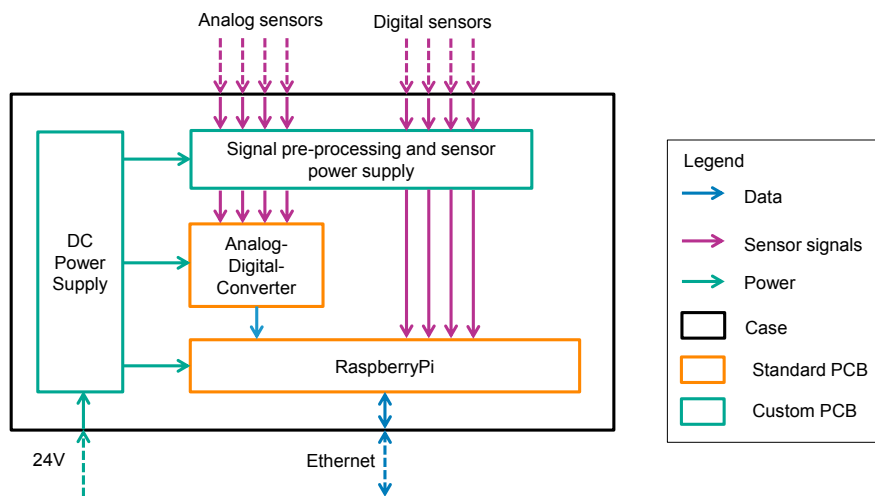 Analog sensors
Digital sensors
Signal pre-processing and sensor
power supply
DC
Power
Supply
Analog-
Digital-
Converter
RaspberryPi
24V
Ethernet
Legend
Data
Sensor signals
Power
Case
Standard PCB
Custom PCB